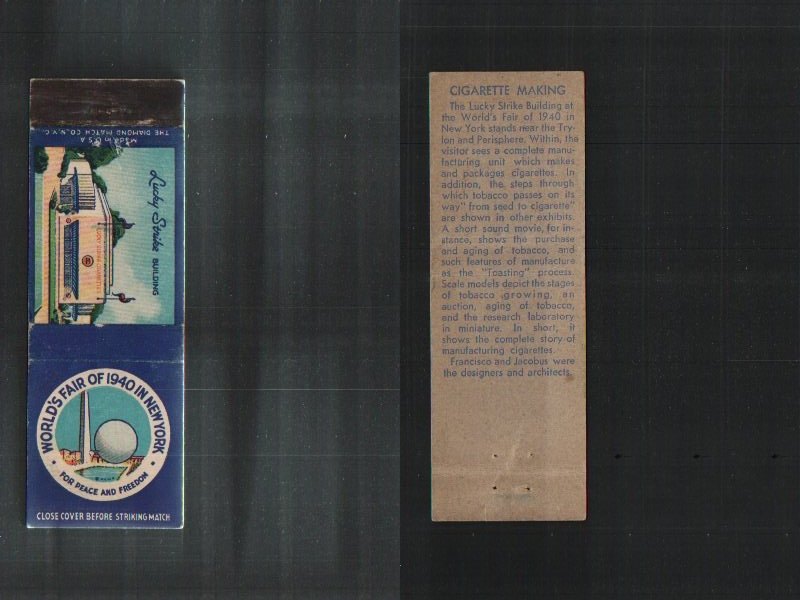 MADE IN U.S.A.
THE DIAMOND MATCH CO. N.Y.C.
Lucky Strike
BUILDING
WORLD'S FAIR OF 1940 IN NEW YORK
FOR PEACE AND FREEDOM
CLOSE COVER BEFORE STRIKING MATCH
CIGARETTE MAKING
The Lucky Strike Building at
the World's Fair of 1940 in
New York stands near the Try-
lon and Perisphere. Within, the
visitor sees a complete manu-
facturing unit which makes
and packages cigarettes. In
addition, the steps through
which tobacco passes on its
way "from seed to cigarette"
are shown in other exhibits.
A short sound movie, for in-
stance, shows the purchase
and aging of tobacco, and
such features of manufacture
as the "Toasting" process.
Scale models depict the stages
of tobacco growing, an
auction, aging of tobacco,
and the research laboratory
in miniature. In short, it
shows the complete story of
manufacturing cigarettes.
Francisco and Jacobus were
the designers and architects.